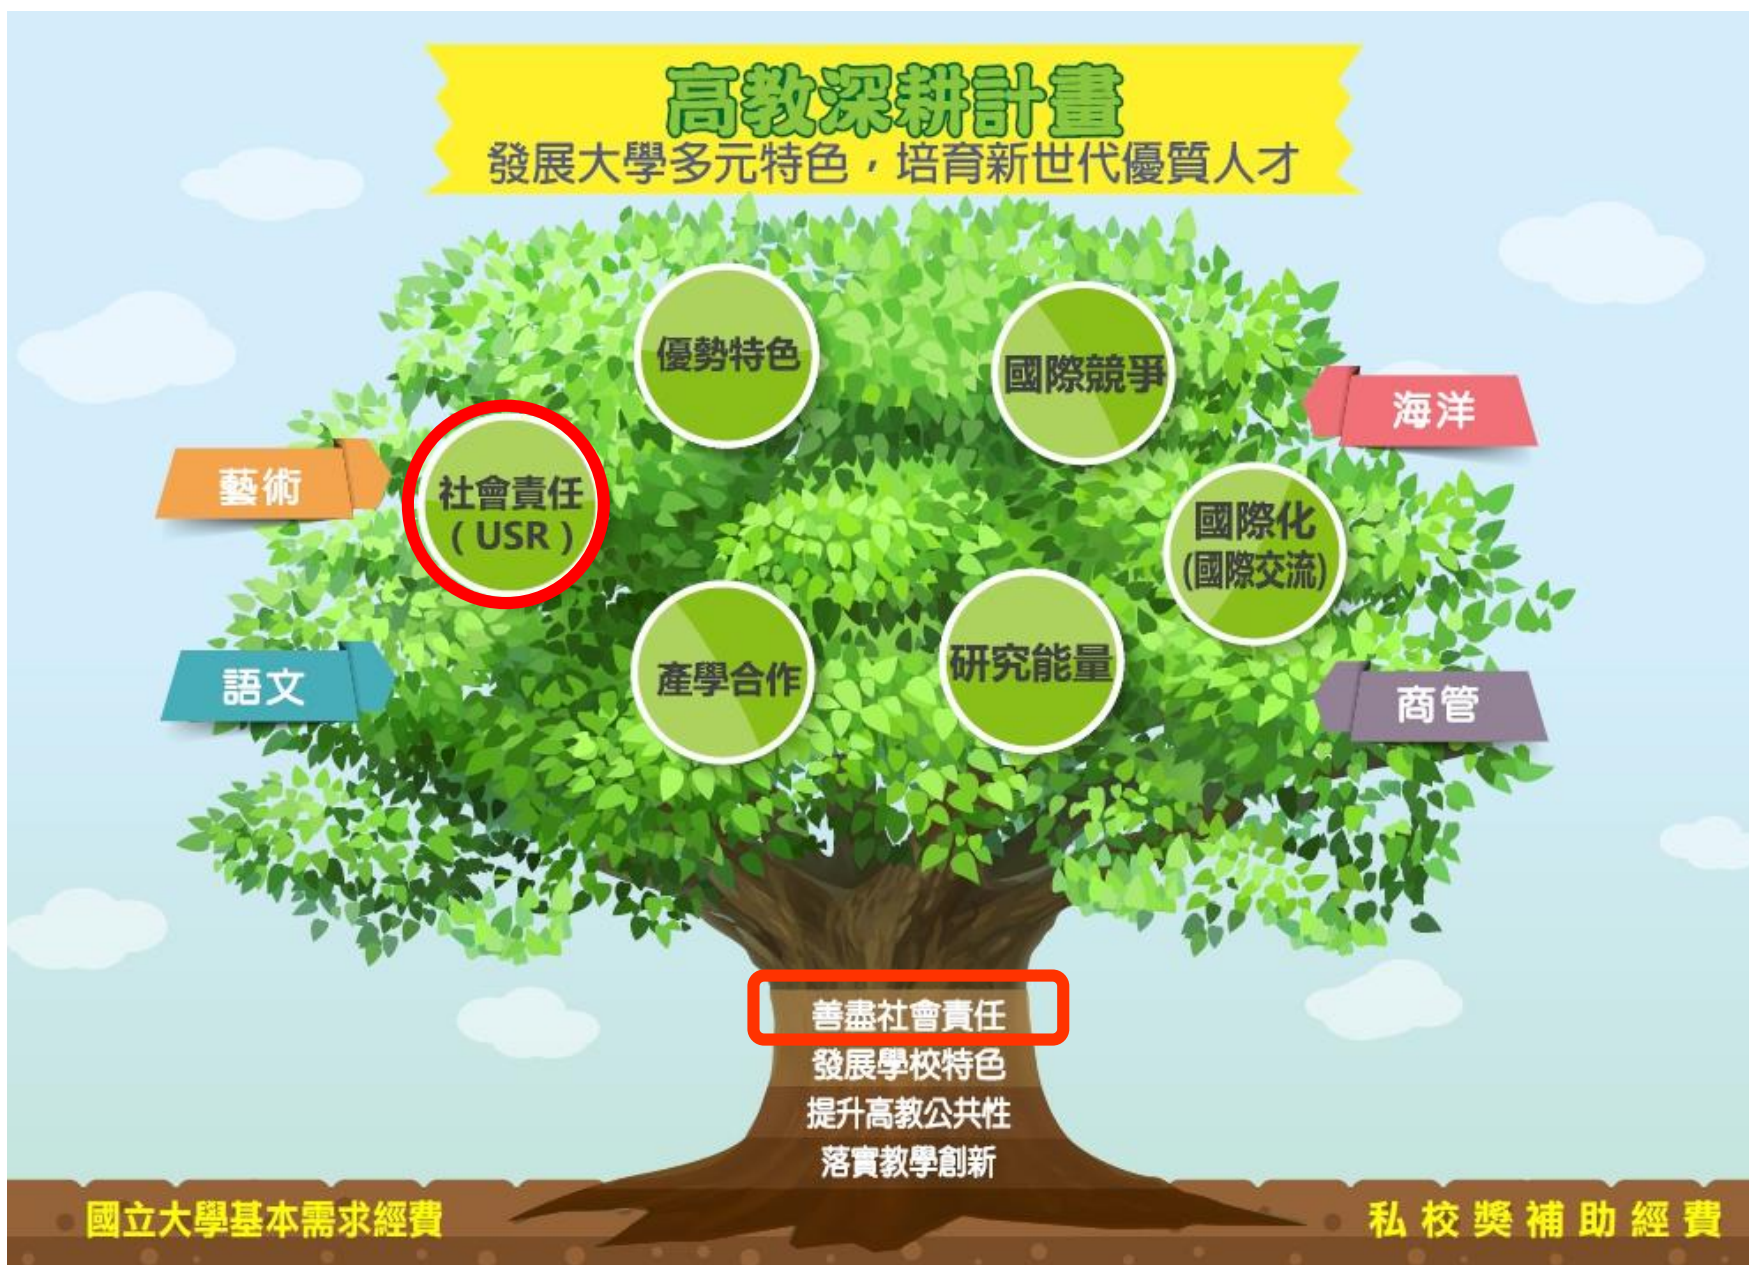 高教深耕計畫
發展大學多元特色，培育新世代優質人才
優勢特色
國際競爭
海洋
藝術
社會責任
（USR）
國際化
(國際交流)
語文
產學合作
研究能量
商管
善盡社會責任
發展學校特色
提升高教公共性
落實教學創新
國立大學基本需求經費
私校獎補助經費